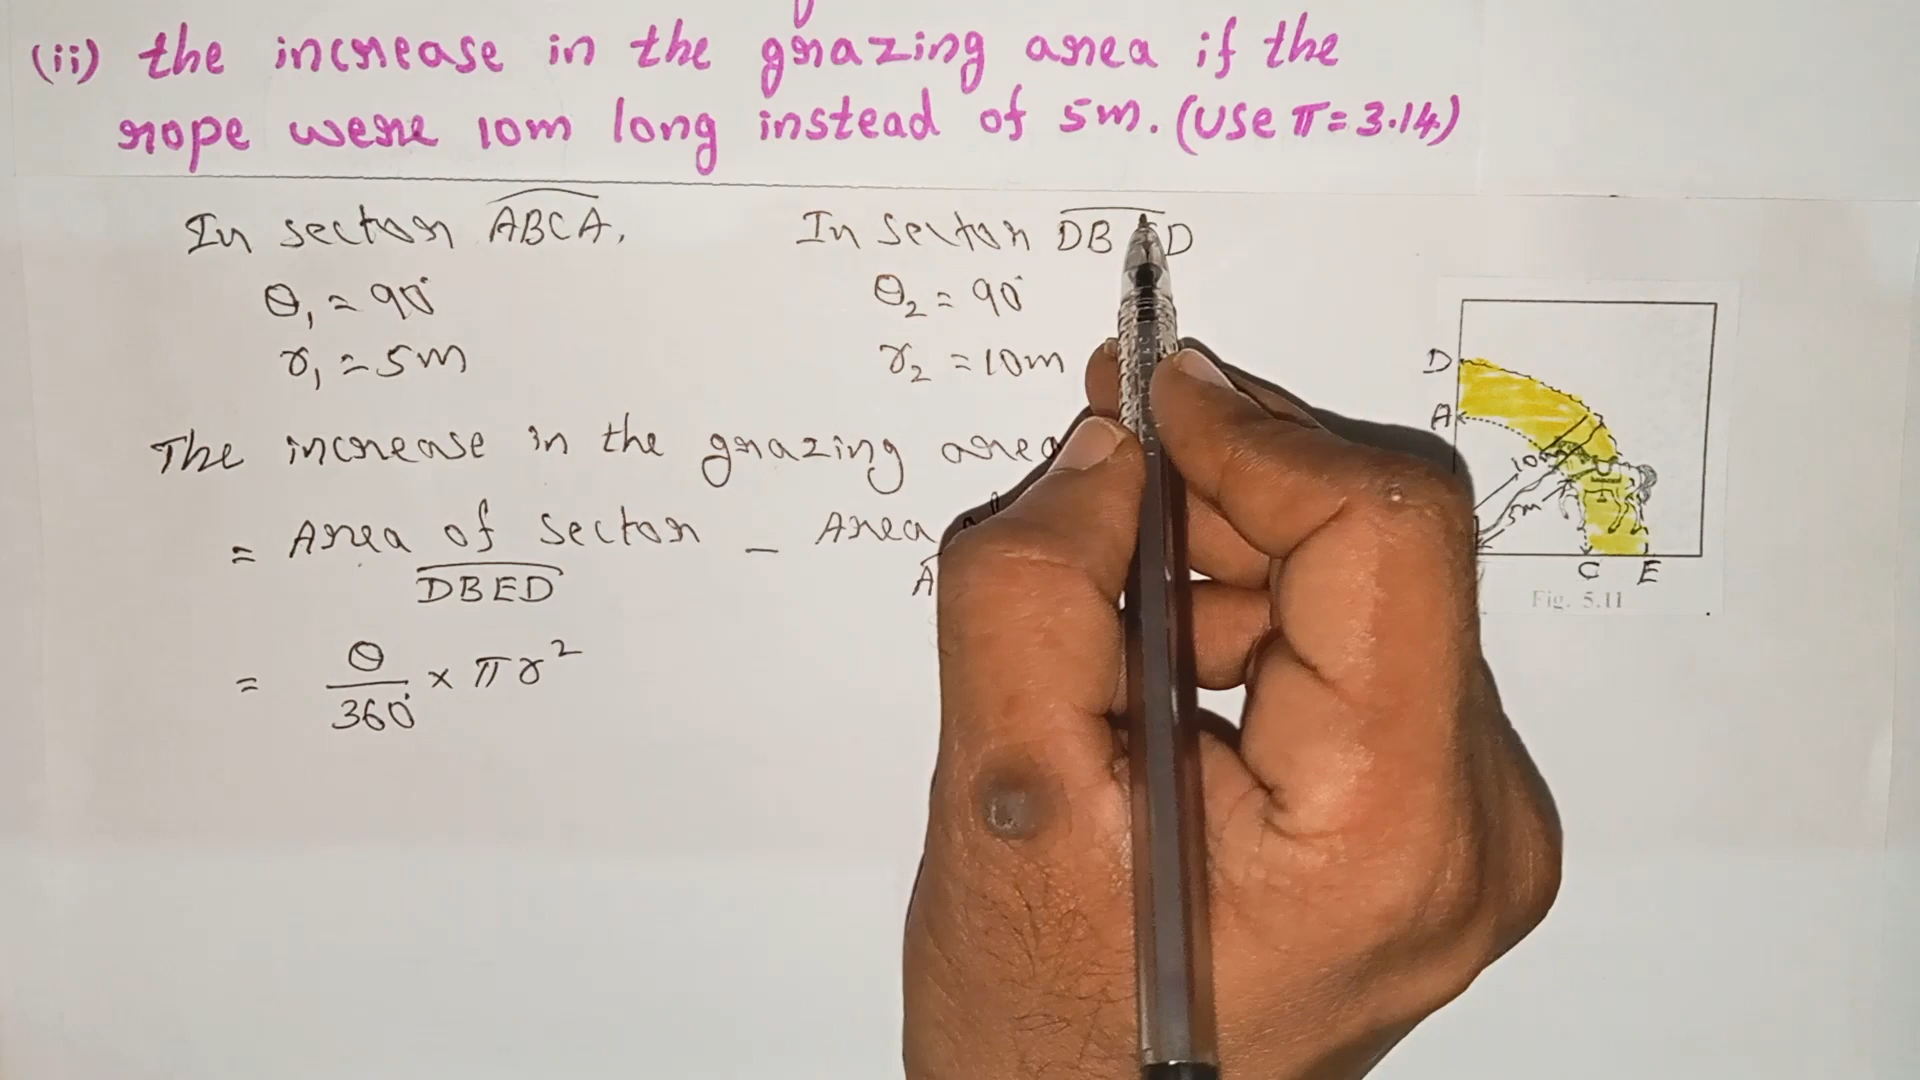 (ii) the increase in the grazing area if the
rope were 10m long instead of 5m. (Use π = 3.14)
In sector ABCA,
θ₁ = 90°
r₁ = 5m
In sector DB D
θ₂ = 90°
r₂ = 10m
The increase in the grazing area
= Area of sector DBED – Area
= θ/360° × πr²
D
A
10
5m
C E
Fig. 5.11